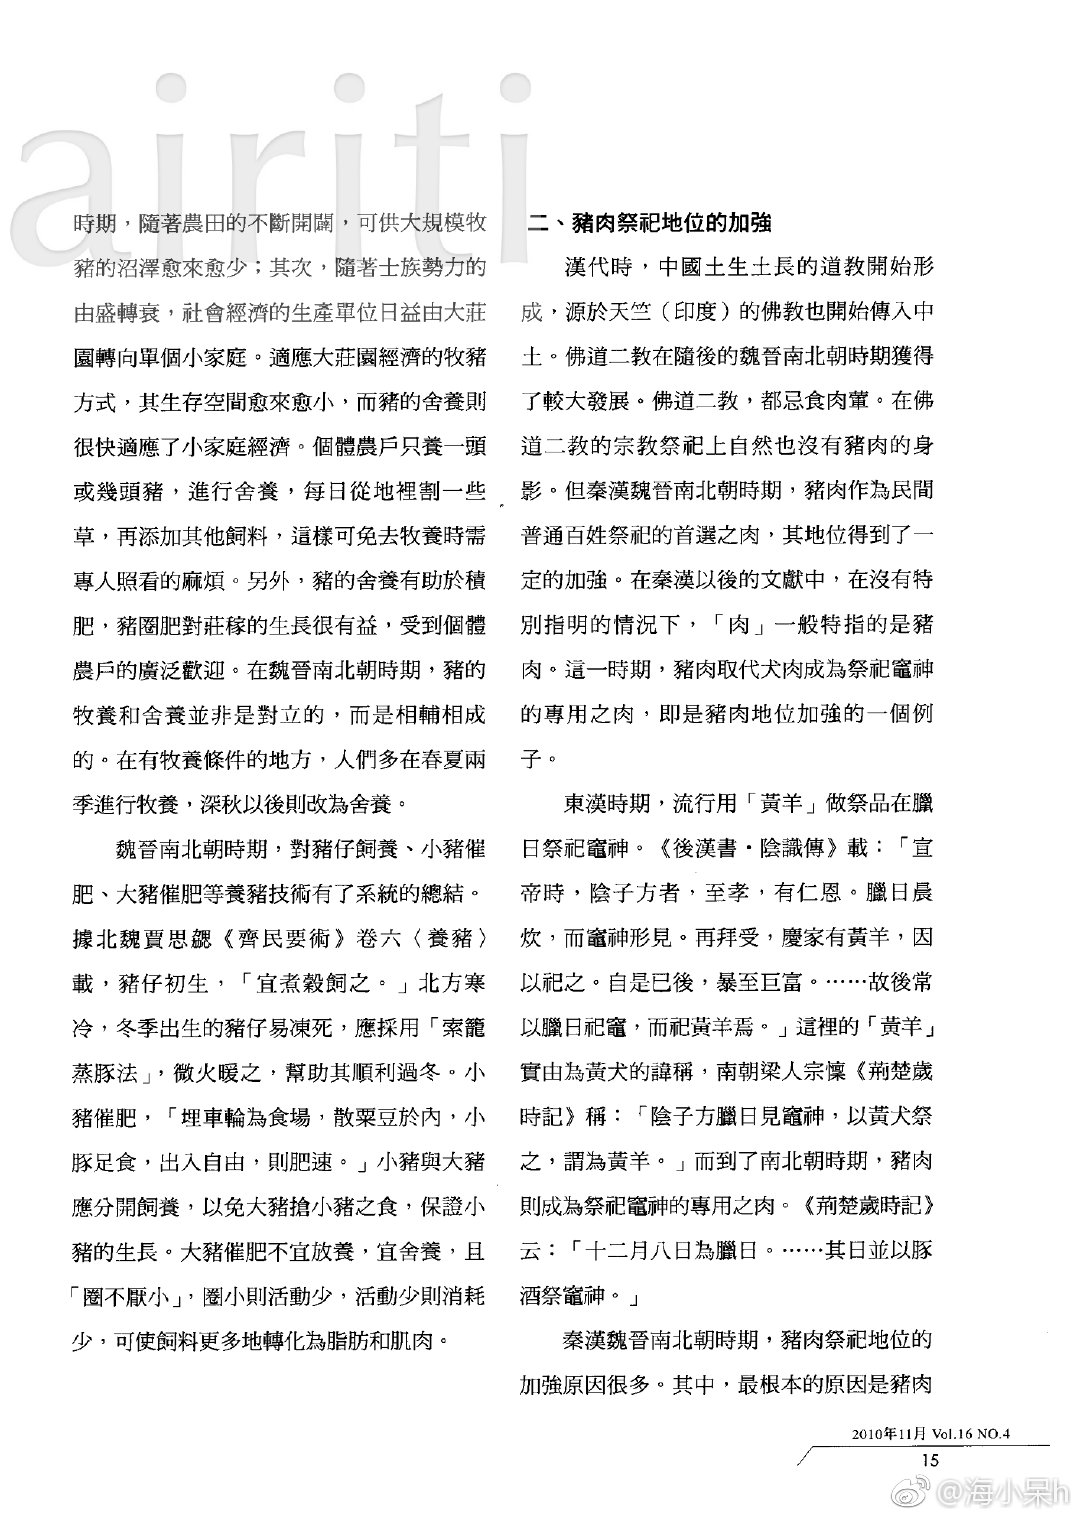 airiti
時期，隨著農田的不斷開闢，可供大規模牧
豬的沼澤愈來愈少；其次，隨著士族勢力的
由盛轉衰，社會經濟的生產單位日益由大莊
園轉向單個小家庭。適應大莊園經濟的牧豬
方式，其生存空間愈來愈小，而豬的舍養則
很快適應了小家庭經濟。個體農戶只養一頭
或幾頭豬，進行舍養，每日從地裡割一些
草，再添加其他飼料，這樣可免去牧養時需
專人照看的麻煩。另外，豬的舍養有助於積
肥，豬圈肥對莊稼的生長很有益，受到個體
農戶的廣泛歡迎。在魏晉南北朝時期，豬的
牧養和舍養並非是對立的，而是相輔相成
的。在有牧養條件的地方，人們多在春夏兩
季進行牧養，深秋以後則改為舍養。
魏晉南北朝時期，對豬仔飼養、小豬催
肥、大豬催肥等養豬技術有了系統的總結。
據北魏賈思勰《齊民要術》卷六〈養豬〉
載，豬仔初生，「宜煮穀飼之。」北方寒
冷，冬季出生的豬仔易凍死，應採用「索籠
蒸豚法」，微火暖之，幫助其順利過冬。小
豬催肥，「埋車輪為食場，散粟豆於內，小
豚足食，出入自由，則肥速。」小豬與大豬
應分開飼養，以免大豬搶小豬之食，保證小
豬的生長。大豬催肥不宜放養，宜舍養，且
「圈不厭小」，圈小則活動少，活動少則消耗
少，可使飼料更多地轉化為脂肪和肌肉。
二、豬肉祭祀地位的加強
漢代時，中國土生土長的道教開始形
成，源於天竺（印度）的佛教也開始傳入中
土。佛道二教在隨後的魏晉南北朝時期獲得
了較大發展。佛道二教，都忌食肉葷。在佛
道二教的宗教祭祀上自然也沒有豬肉的身
影。但秦漢魏晉南北朝時期，豬肉作為民間
普通百姓祭祀的首選之肉，其地位得到了一
定的加強。在秦漢以後的文獻中，在沒有特
別指明的情況下，「肉」一般特指的是豬
肉。這一時期，豬肉取代犬肉成為祭祀竈神
的專用之肉，即是豬肉地位加強的一個例
子。
東漢時期，流行用「黃羊」做祭品在臘
日祭祀竈神。《後漢書・陰識傳》載：「宣
帝時，陰子方者，至孝，有仁恩。臘日晨
炊，而竈神形見。再拜受，慶家有黃羊，因
以祀之。自是已後，暴至巨富。……故後常
以臘日祀竈，而祀黃羊焉。」這裡的「黃羊」
實由為黃犬的諱稱，南朝梁人宗懍《荊楚歲
時記》稱：「陰子方臘日見竈神，以黃犬祭
之，謂為黃羊。」而到了南北朝時期，豬肉
則成為祭祀竈神的專用之肉。《荊楚歲時記》
云：「十二月八日為臘日。……其日並以豚
酒祭竈神。」
秦漢魏晉南北朝時期，豬肉祭祀地位的
加強原因很多。其中，最根本的原因是豬肉
2010年11月 Vol.16 NO.4
15
@海小呆h